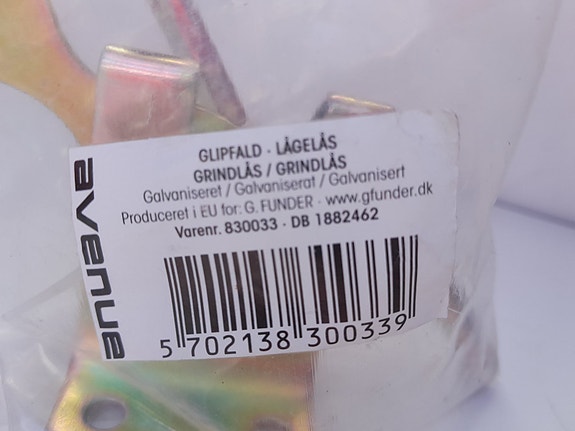 avenue
GLIPFALD - LÅGELÅS
GRINDLÅS / GRINDLÅS
Galvaniseret / Galvaniserat / Galvanisert
Produceret i EU for: G. FUNDER - www.gfunder.dk
Varenr. 830033 - DB 1882462
5 702138 300339